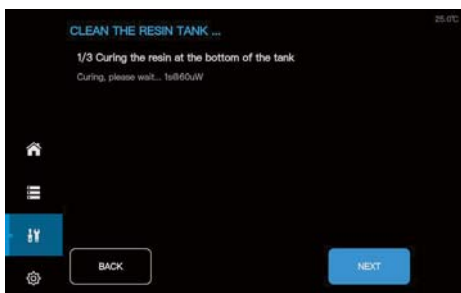 25.0℃
CLEAN THE RESIN TANK ...
1/3 Curing the resin at the bottom of the tank
Curing, please wait... 1s@60uW
BACK
NEXT